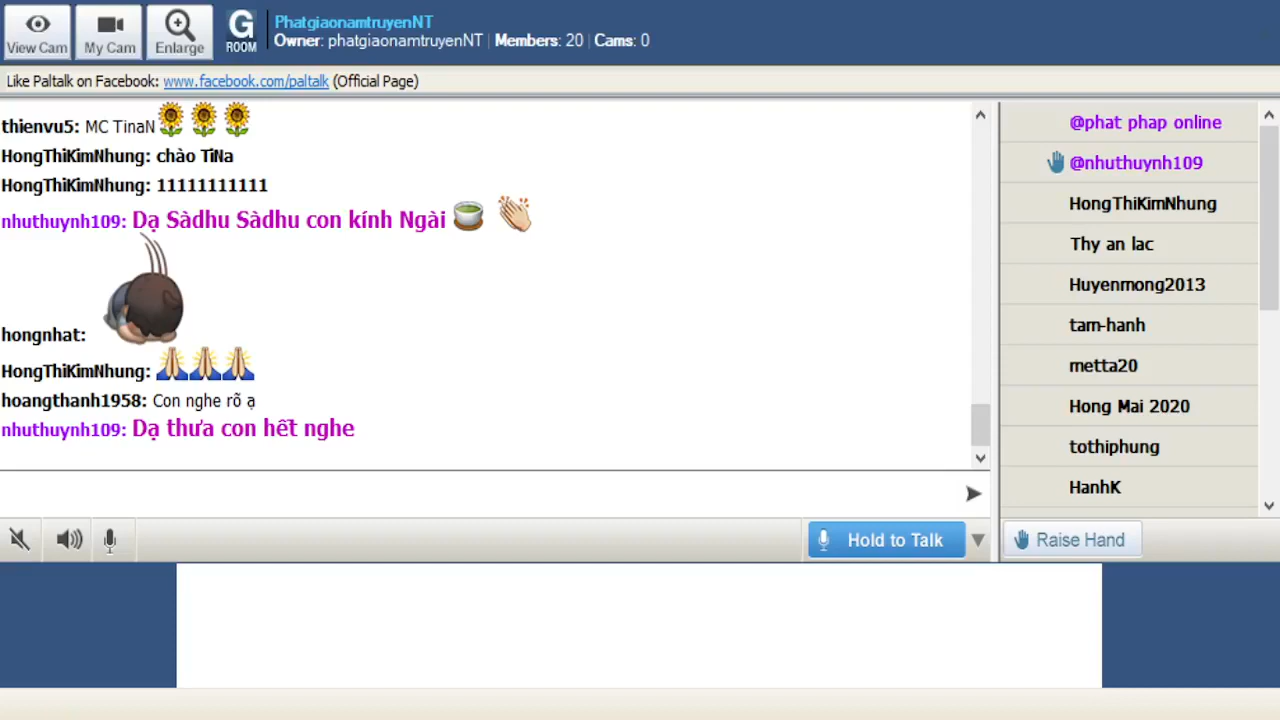 View Cam
My Cam
Enlarge
G
ROOM
PhatgiaonamtruyenNT
Owner: phatgiaonamtruyenNT | Members: 20 | Cams: 0
Like Paltalk on Facebook: www.facebook.com/paltalk (Official Page)
thienvu5: MC TinaN
HongThiKimNhung: chào TiNa
HongThiKimNhung: 11111111111
nhuthuynh109: Dạ Sàdhu Sàdhu con kính Ngài
hongnhat:
HongThiKimNhung:
hoangthanh1958: Con nghe rõ ạ
nhuthuynh109: Dạ thưa con hết nghe
@phat phap online
@nhuthuynh109
HongThiKimNhung
Thy an lac
Huyenmong2013
tam-hanh
metta20
Hong Mai 2020
tothiphung
HanhK
Hold to Talk
Raise Hand